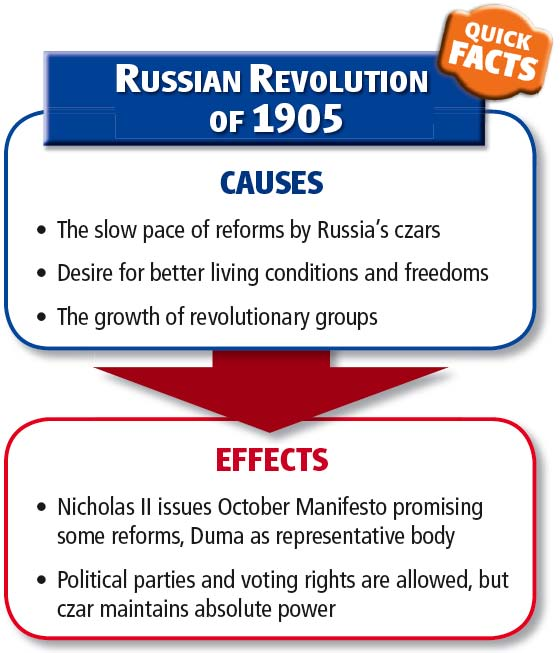 QUICK
FACTS
RUSSIAN REVOLUTION
OF 1905
CAUSES
• The slow pace of reforms by Russia's czars
• Desire for better living conditions and freedoms
• The growth of revolutionary groups
EFFECTS
• Nicholas II issues October Manifesto promising
some reforms, Duma as representative body
• Political parties and voting rights are allowed, but
czar maintains absolute power